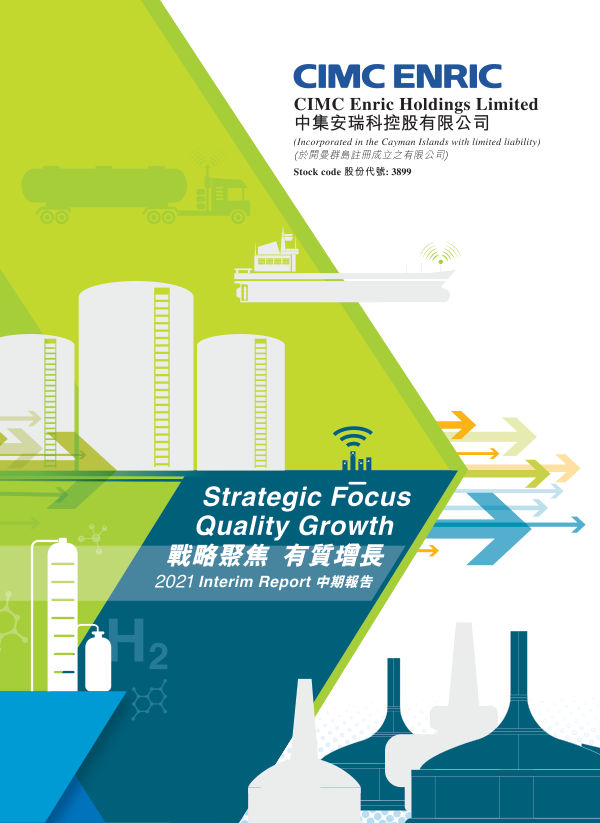 CIMC ENRIC
CIMC Enric Holdings Limited
中集安瑞科控股有限公司
(Incorporated in the Cayman Islands with limited liability)
(於開曼群島註冊成立之有限公司)
Stock code 股份代號: 3899
Strategic Focus
Quality Growth
戰略聚焦 有質增長
2021 Interim Report 中期報告
H2